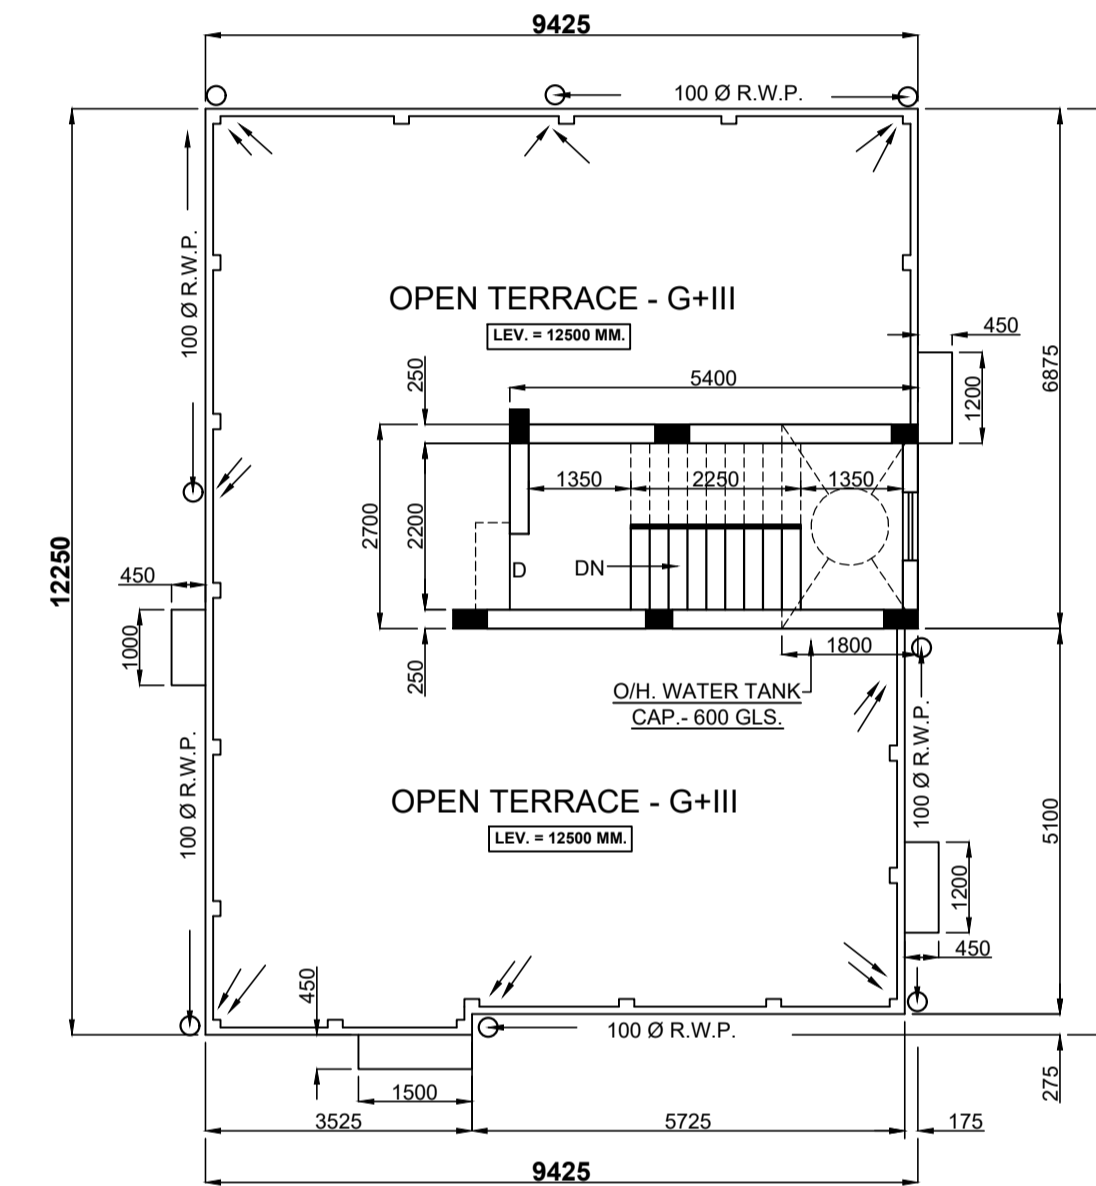 9425
100 Ø R.W.P.
100 Ø R.W.P.
OPEN TERRACE - G+III
LEV. = 12500 MM.
450
6875
1200
250
5400
1350
2250
1350
2700
2200
12250
D
DN
450
1000
250
1800
O/H. WATER TANK
CAP.- 600 GLS.
100 Ø R.W.P.
100 Ø R.W.P.
OPEN TERRACE - G+III
LEV. = 12500 MM.
5100
1200
450
450
100 Ø R.W.P.
275
1500
3525
5725
175
9425